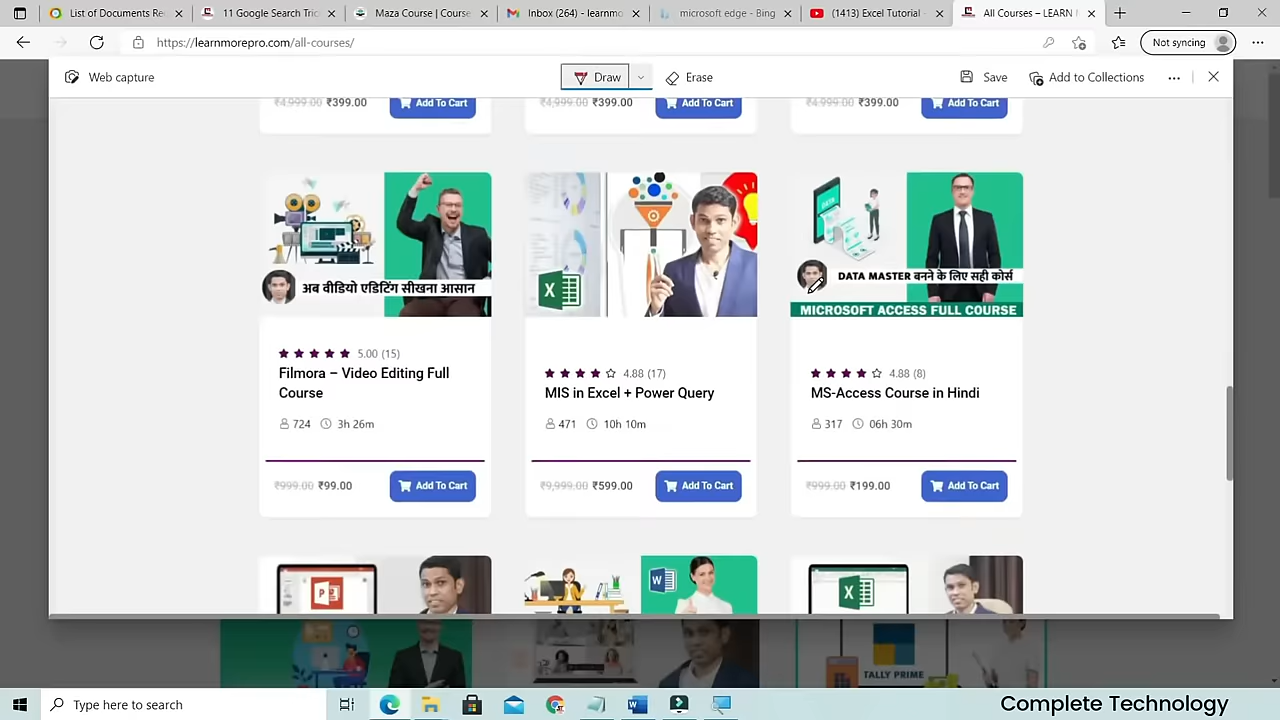 List of Documents Re
11 Google Search Tric
Maza Course | Course
Inbox (264) - learnmo
microsoft edge - Bing
(1413) Excel Tutorial -
All Courses – LEARN
https://learnmorepro.com/all-courses/
Not syncing
Web capture
Draw
Erase
Save
Add to Collections
₹4,999.00 ₹399.00
Add To Cart
₹4,999.00 ₹399.00
Add To Cart
₹4,999.00 ₹399.00
Add To Cart
अब वीडियो एडिटिंग सीखना आसान
DATA MASTER बनने के लिए सही कोर्स
MICROSOFT ACCESS FULL COURSE
5.00 (15)
Filmora – Video Editing Full
Course
724 3h 26m
₹999.00 ₹99.00
Add To Cart
4.88 (17)
MIS in Excel + Power Query
471 10h 10m
₹9,999.00 ₹599.00
Add To Cart
4.88 (8)
MS-Access Course in Hindi
317 06h 30m
₹999.00 ₹199.00
Add To Cart
TALLY PRIME
Type here to search
Complete Technology